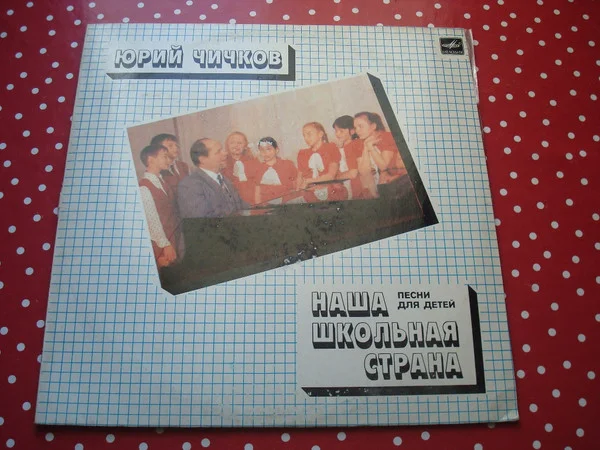 ЮРИЙ ЧИЧКОВ
НАША
ПЕСНИ
ДЛЯ ДЕТЕЙ
ШКОЛЬНАЯ
СТРАНА